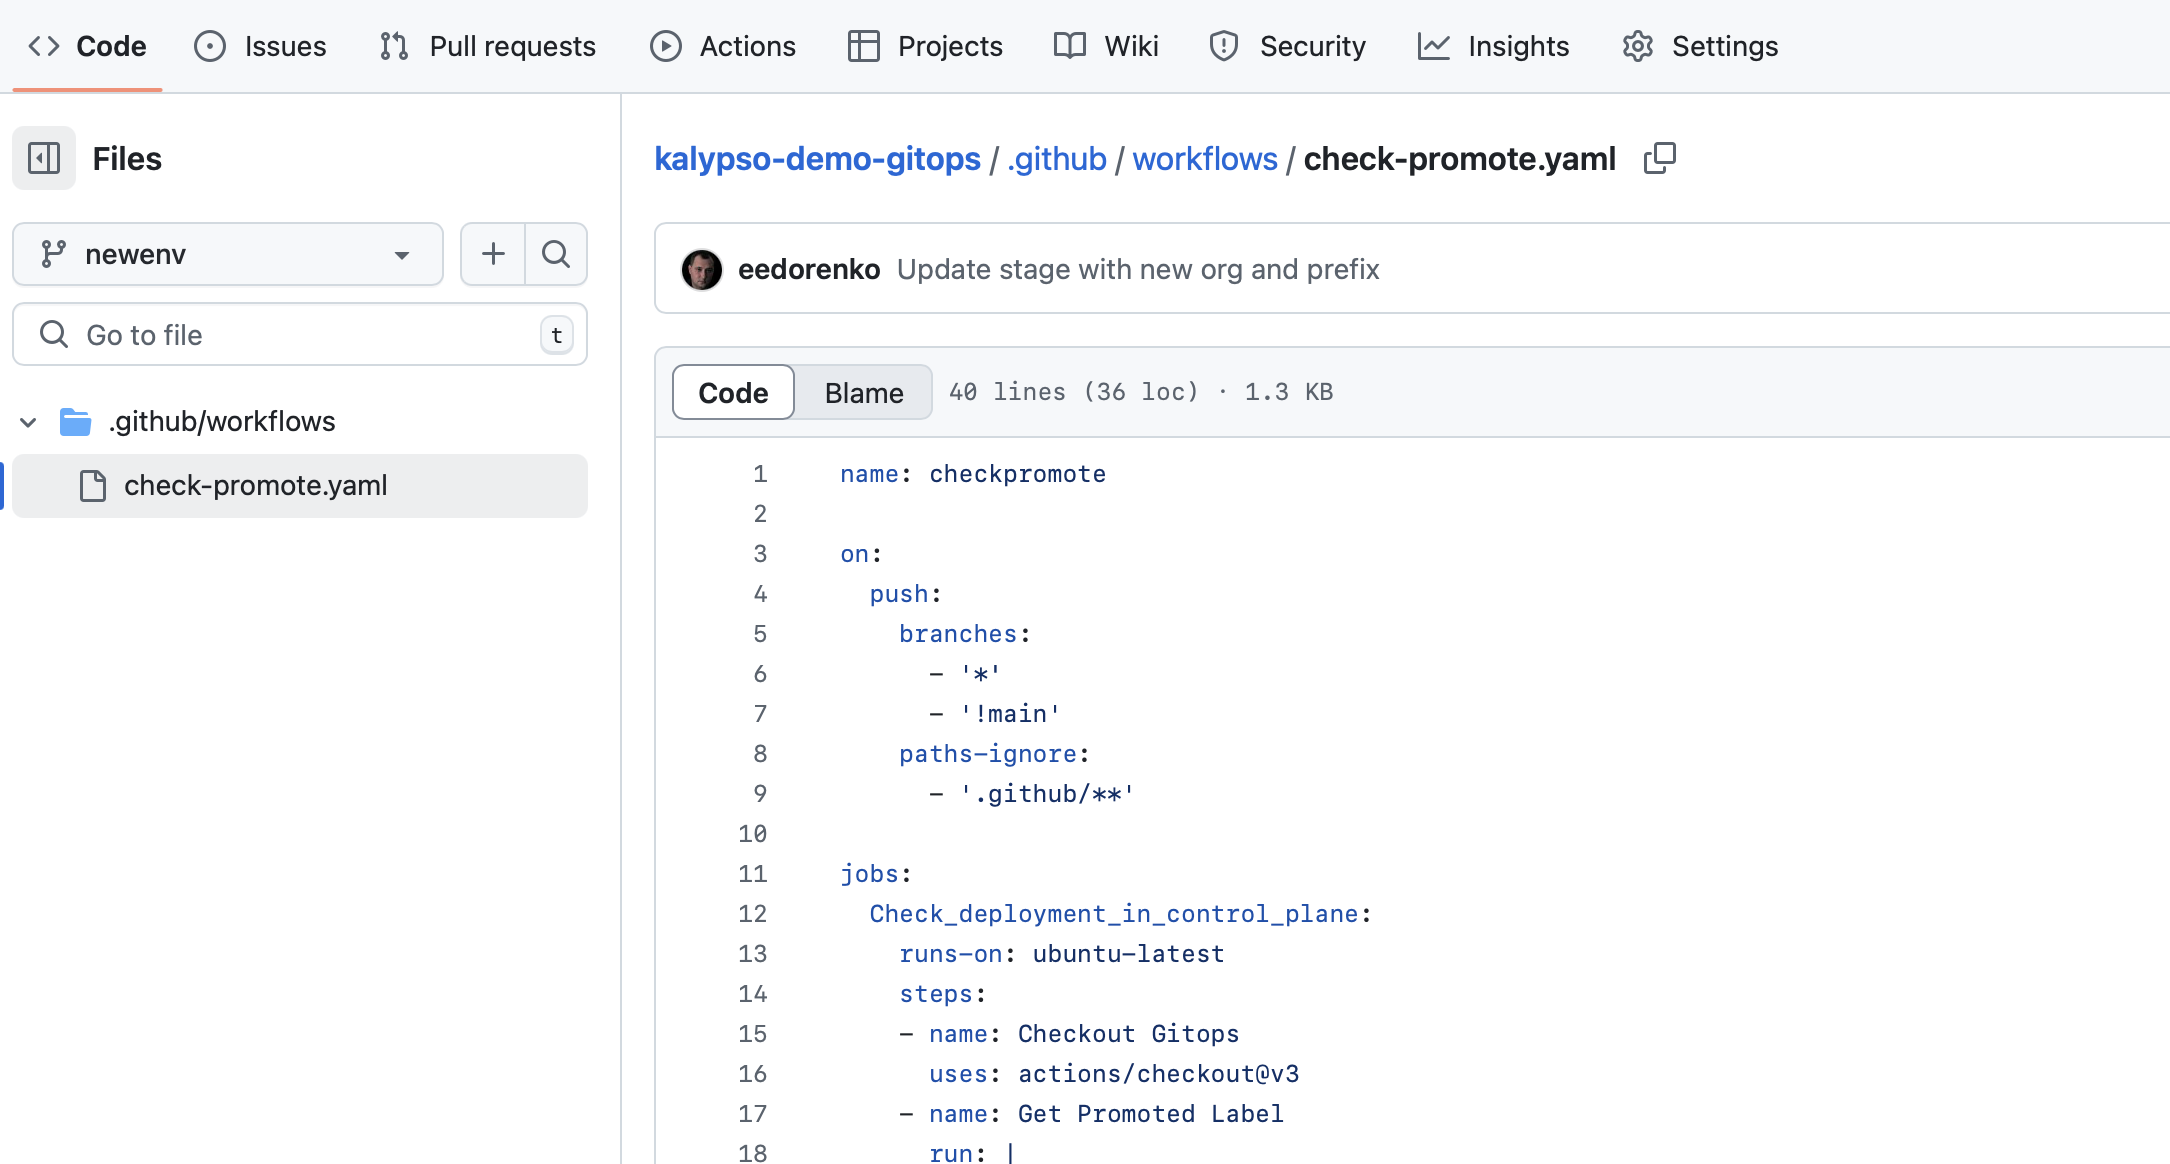 Code Issues Pull requests Actions Projects Wiki Security Insights Settings
Files
newenv
Go to file t
.github/workflows
check-promote.yaml
kalypso-demo-gitops / .github / workflows / check-promote.yaml
eedorenko Update stage with new org and prefix
Code Blame 40 lines (36 loc) · 1.3 KB
1 name: checkpromote
2
3 on:
4   push:
5     branches:
6       - '*'
7       - '!main'
8     paths-ignore:
9       - '.github/**'
10
11 jobs:
12   Check_deployment_in_control_plane:
13     runs-on: ubuntu-latest
14     steps:
15     - name: Checkout Gitops
16       uses: actions/checkout@v3
17     - name: Get Promoted Label
18       run: |